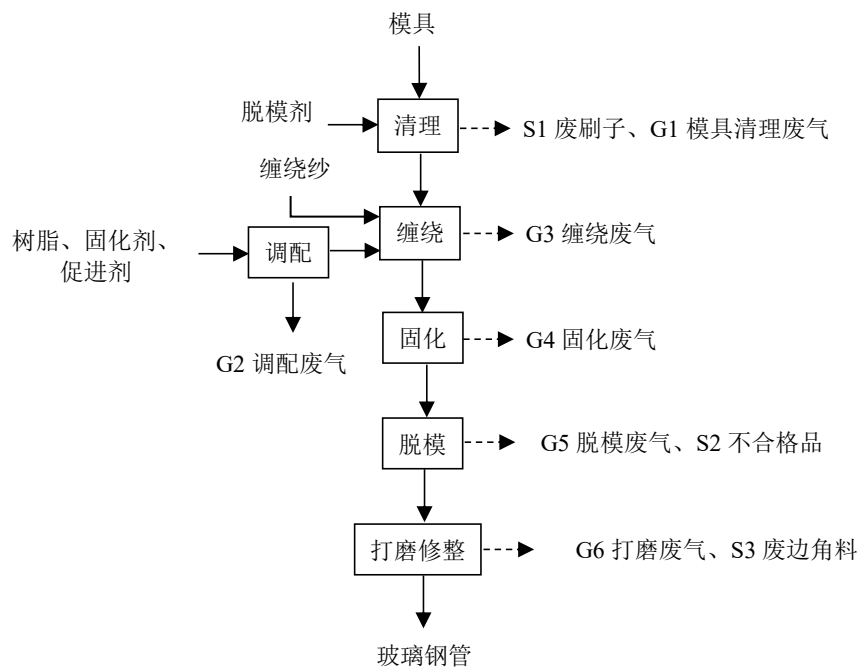 模具
脱模剂
清理
S1 废刷子、G1 模具清理废气
缠绕纱
树脂、固化剂、
促进剂
调配
缠绕
G3 缠绕废气
G2 调配废气
固化
G4 固化废气
脱模
G5 脱模废气、S2 不合格品
打磨修整
G6 打磨废气、S3 废边角料
玻璃钢管